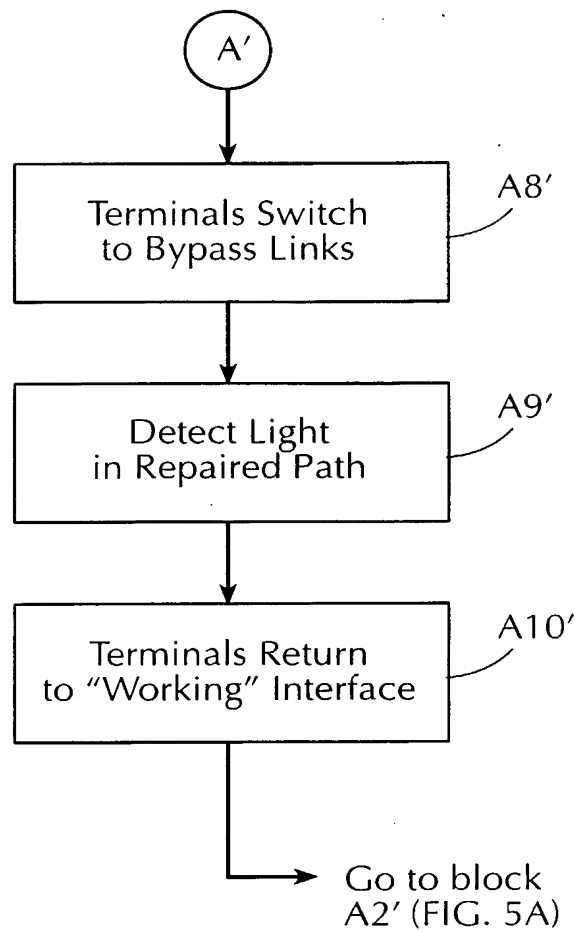 A′
Terminals Switch
to Bypass Links
A8′
Detect Light
in Repaired Path
A9′
Terminals Return
to “Working” Interface
A10′
Go to block
A2′ (FIG. 5A)